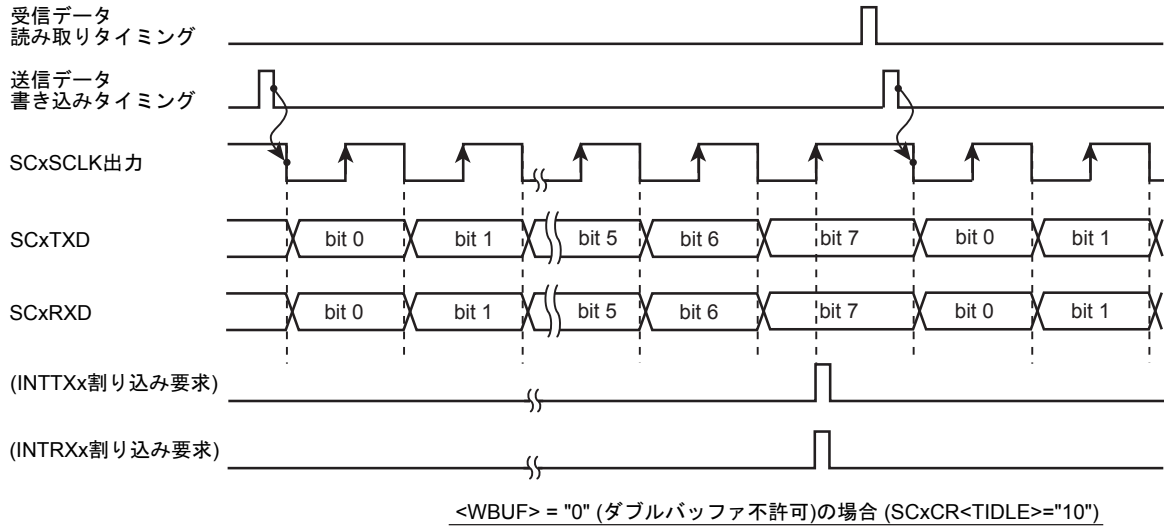 受信データ
読み取りタイミング
送信データ
書き込みタイミング
SCxSCLK出力
SCxTXD
bit 0
bit 1
bit 5
bit 6
bit 7
bit 0
bit 1
SCxRXD
bit 0
bit 1
bit 5
bit 6
bit 7
bit 0
bit 1
(INTTXx割り込み要求)
(INTRXx割り込み要求)
<WBUF> = "0" (ダブルバッファ不許可)の場合 (SCxCR<TIDLE>="10")